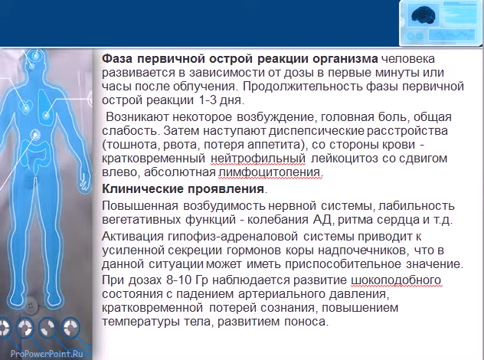 Фаза первичной острой реакции организма человека
развивается в зависимости от дозы в первые минуты или
часы после облучения. Продолжительность фазы первичной
острой реакции 1-3 дня.
Возникают некоторое возбуждение, головная боль, общая
слабость. Затем наступают диспепсические расстройства
(тошнота, рвота, потеря аппетита), со стороны крови -
кратковременный нейтрофильный лейкоцитоз со сдвигом
влево, абсолютная лимфоцитопения.
Клинические проявления.
Повышенная возбудимость нервной системы, лабильность
вегетативных функций - колебания АД, ритма сердца и т.д.
Активация гипофиз-адреналовой системы приводит к
усиленной секреции гормонов коры надпочечников, что в
данной ситуации может иметь приспособительное значение.
При дозах 8-10 Гр наблюдается развитие шокоподобного
состояния с падением артериального давления,
кратковременной потерей сознания, повышением
температуры тела, развитием поноса.
ProPowerPoint.Ru